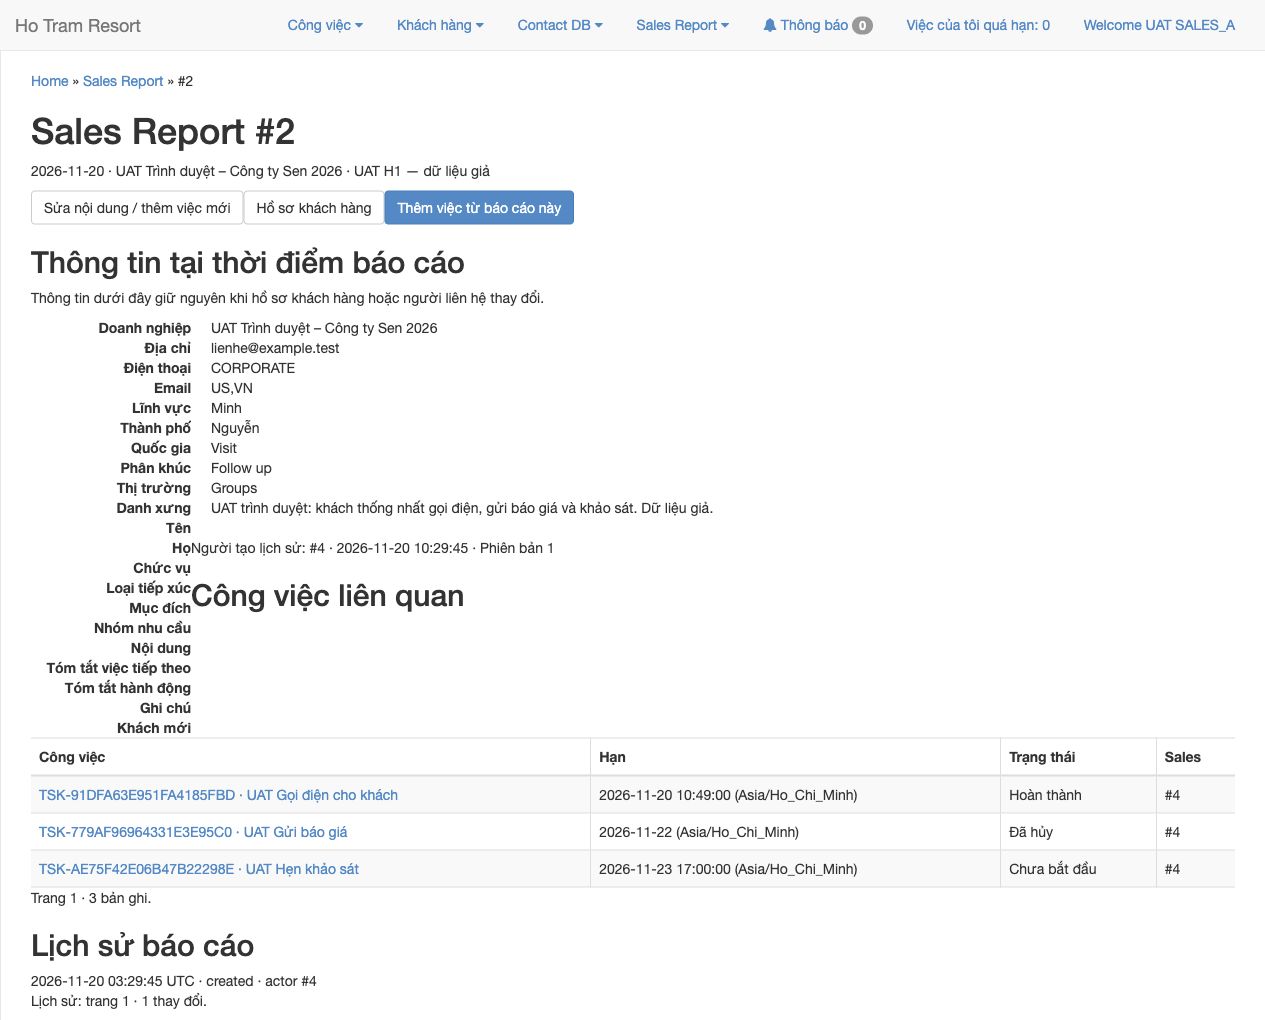 Ho Tram Resort Công việc Khách hàng Contact DB Sales Report Thông báo 0 Việc của tôi quá hạn: 0 Welcome UAT SALES_A
Home » Sales Report » #2
Sales Report #2
2026-11-20 · UAT Trình duyệt – Công ty Sen 2026 · UAT H1 — dữ liệu giả
Sửa nội dung / thêm việc mới Hồ sơ khách hàng Thêm việc từ báo cáo này
Thông tin tại thời điểm báo cáo
Thông tin dưới đây giữ nguyên khi hồ sơ khách hàng hoặc người liên hệ thay đổi.
Doanh nghiệp UAT Trình duyệt – Công ty Sen 2026
Địa chỉ lienhe@example.test
Điện thoại CORPORATE
Email US,VN
Lĩnh vực Minh
Thành phố Nguyễn
Quốc gia Visit
Phân khúc Follow up
Thị trường Groups
Danh xưng UAT trình duyệt: khách thống nhất gọi điện, gửi báo giá và khảo sát. Dữ liệu giả.
Tên
Họ Người tạo lịch sử: #4 · 2026-11-20 10:29:45 · Phiên bản 1
Chức vụ
Loại tiếp xúc Công việc liên quan
Mục đích
Nhóm nhu cầu
Nội dung
Tóm tắt việc tiếp theo
Tóm tắt hành động
Ghi chú
Khách mới
Công việc Hạn Trạng thái Sales
TSK-91DFA63E951FA4185FBD · UAT Gọi điện cho khách 2026-11-20 10:49:00 (Asia/Ho_Chi_Minh) Hoàn thành #4
TSK-779AF96964331E3E95C0 · UAT Gửi báo giá 2026-11-22 (Asia/Ho_Chi_Minh) Đã hủy #4
TSK-AE75F42E06B47B22298E · UAT Hẹn khảo sát 2026-11-23 17:00:00 (Asia/Ho_Chi_Minh) Chưa bắt đầu #4
Trang 1 · 3 bản ghi.
Lịch sử báo cáo
2026-11-20 03:29:45 UTC · created · actor #4
Lịch sử: trang 1 · 1 thay đổi.